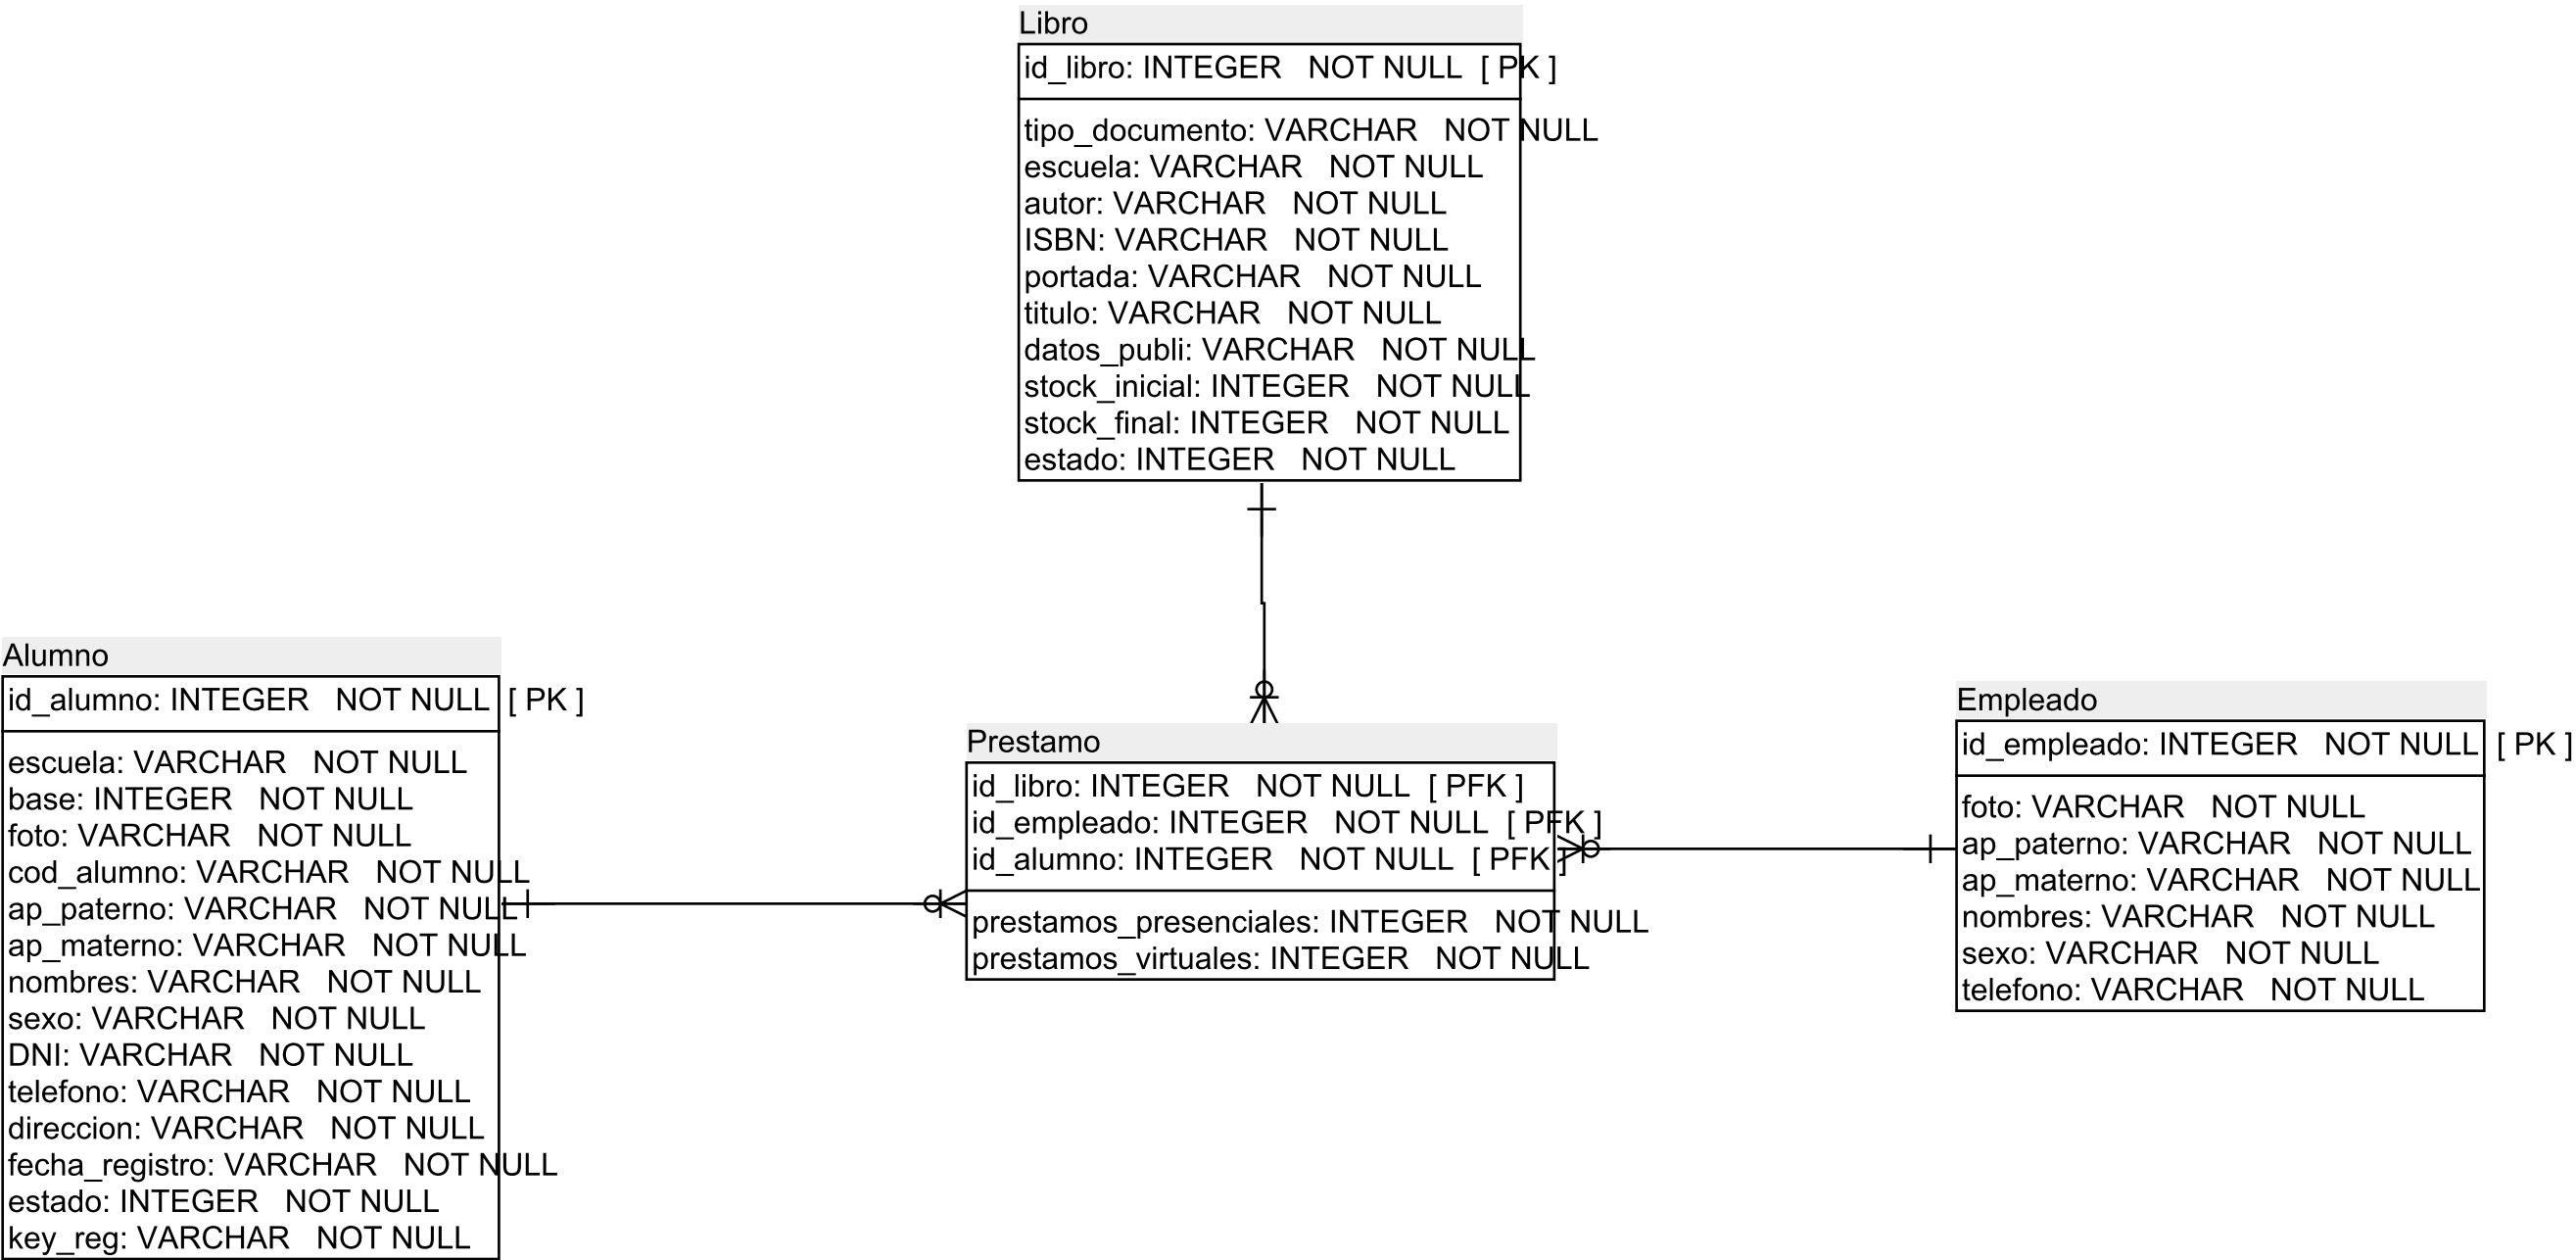 Libro
id_libro: INTEGER NOT NULL [ PK ]
tipo_documento: VARCHAR NOT NULL
escuela: VARCHAR NOT NULL
autor: VARCHAR NOT NULL
ISBN: VARCHAR NOT NULL
portada: VARCHAR NOT NULL
titulo: VARCHAR NOT NULL
datos_publi: VARCHAR NOT NULL
stock_inicial: INTEGER NOT NULL
stock_final: INTEGER NOT NULL
estado: INTEGER NOT NULL
Alumno
id_alumno: INTEGER NOT NULL [ PK ]
escuela: VARCHAR NOT NULL
base: INTEGER NOT NULL
foto: VARCHAR NOT NULL
cod_alumno: VARCHAR NOT NULL
ap_paterno: VARCHAR NOT NULL
ap_materno: VARCHAR NOT NULL
nombres: VARCHAR NOT NULL
sexo: VARCHAR NOT NULL
DNI: VARCHAR NOT NULL
telefono: VARCHAR NOT NULL
direccion: VARCHAR NOT NULL
fecha_registro: VARCHAR NOT NULL
estado: INTEGER NOT NULL
key_reg: VARCHAR NOT NULL
Prestamo
id_libro: INTEGER NOT NULL [ PFK ]
id_empleado: INTEGER NOT NULL [ PFK ]
id_alumno: INTEGER NOT NULL [ PFK ]
prestamos_presenciales: INTEGER NOT NULL
prestamos_virtuales: INTEGER NOT NULL
Empleado
id_empleado: INTEGER NOT NULL [ PK ]
foto: VARCHAR NOT NULL
ap_paterno: VARCHAR NOT NULL
ap_materno: VARCHAR NOT NULL
nombres: VARCHAR NOT NULL
sexo: VARCHAR NOT NULL
telefono: VARCHAR NOT NULL